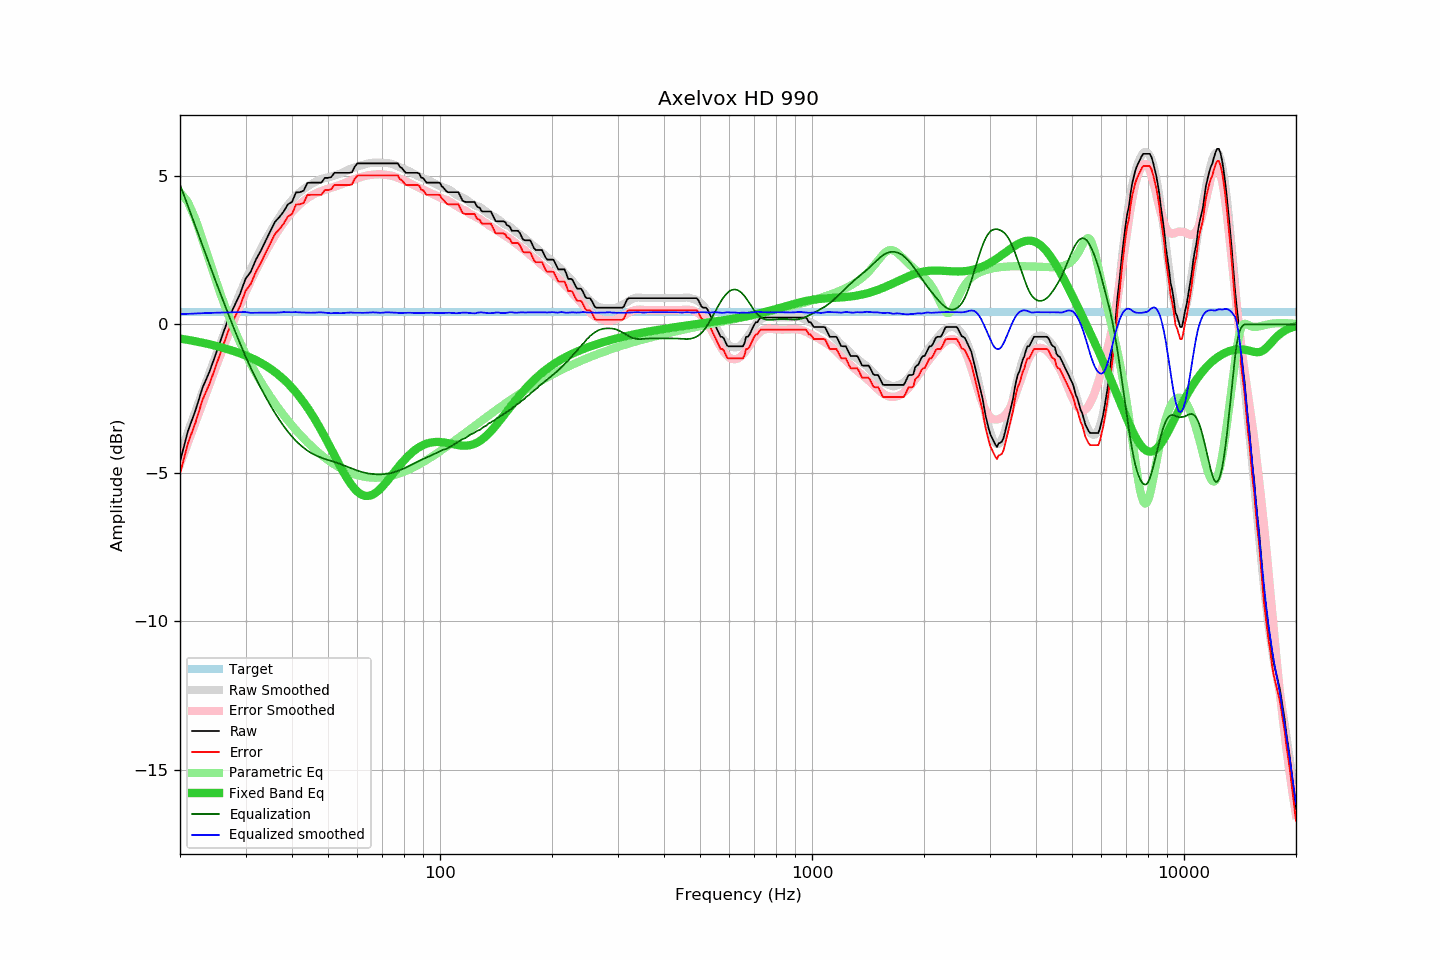 Axelvox HD 990
Amplitude (dBr)
5
0
−5
−10
−15
Target
Raw Smoothed
Error Smoothed
Raw
Error
Parametric Eq
Fixed Band Eq
Equalization
Equalized smoothed
100 1000 10000
Frequency (Hz)